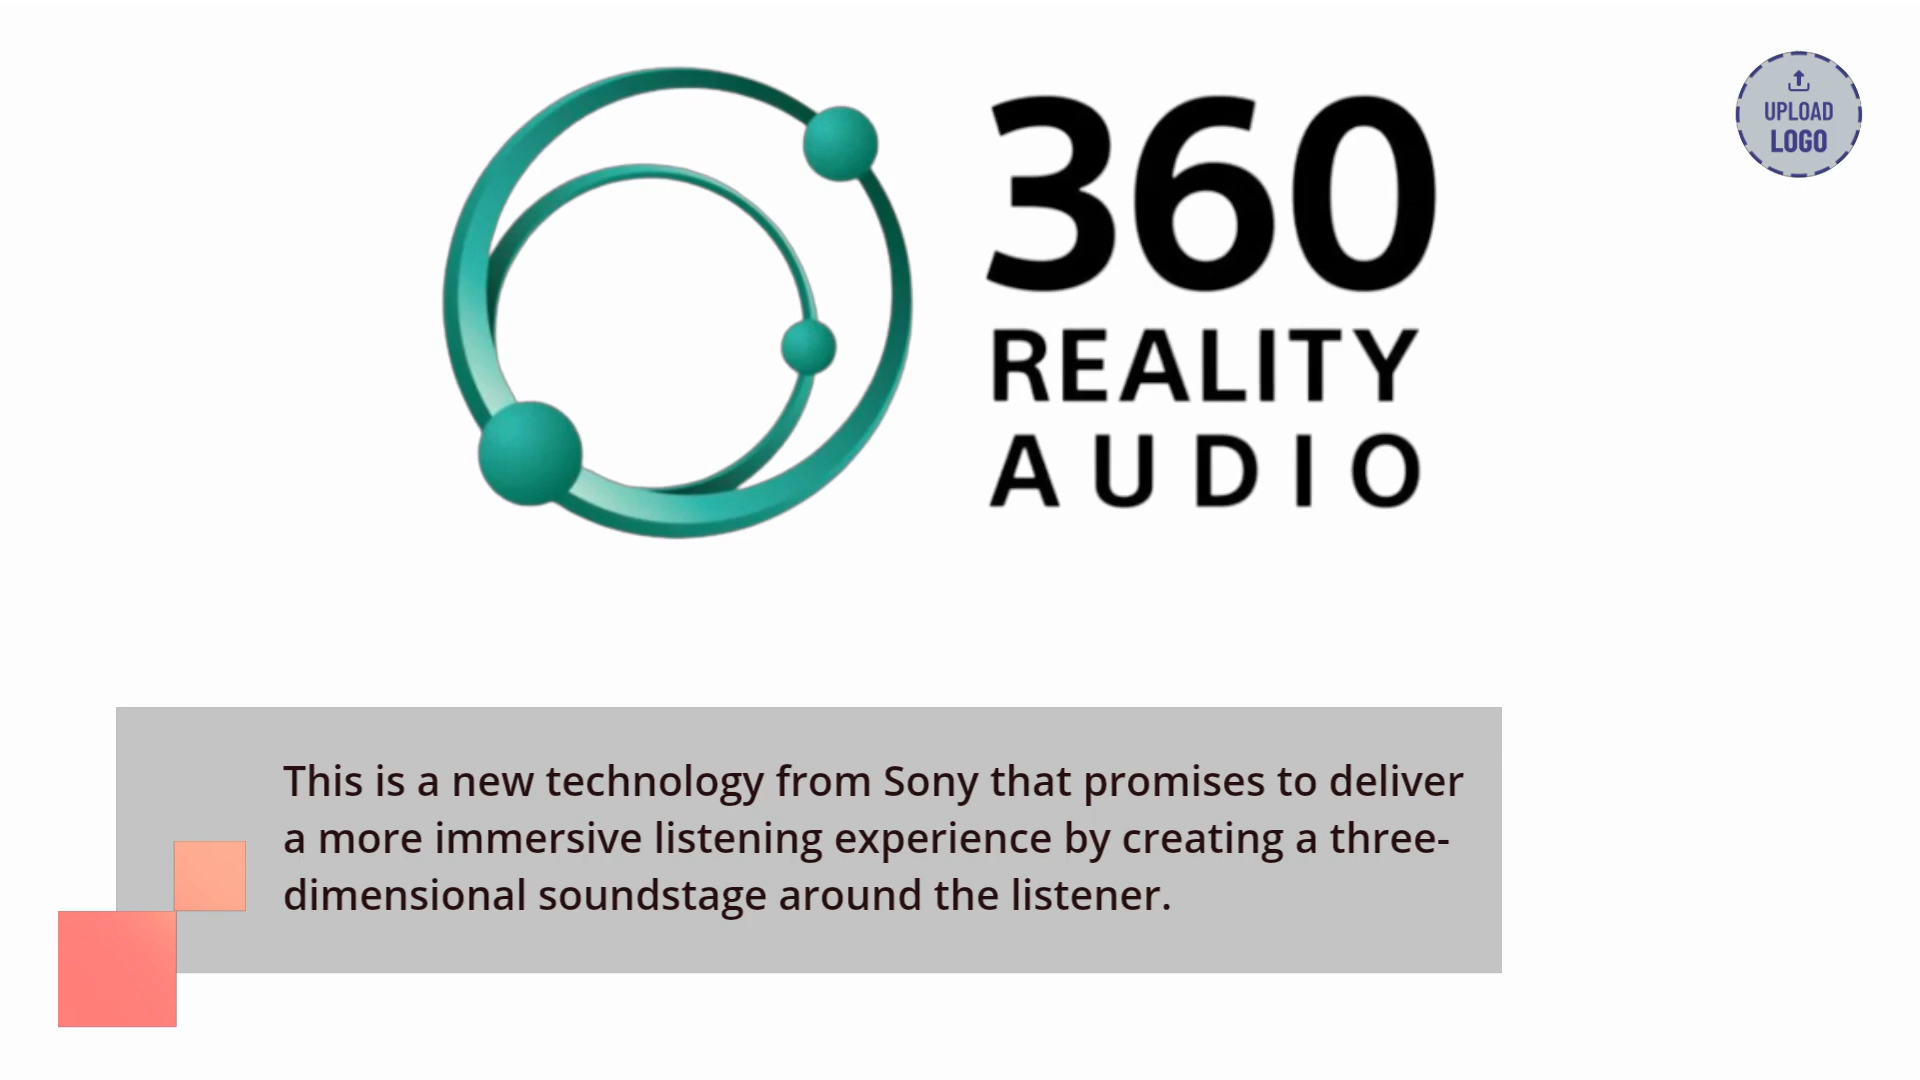 360
REALITY
AUDIO
UPLOAD
LOGO
This is a new technology from Sony that promises to deliver
a more immersive listening experience by creating a three-
dimensional soundstage around the listener.